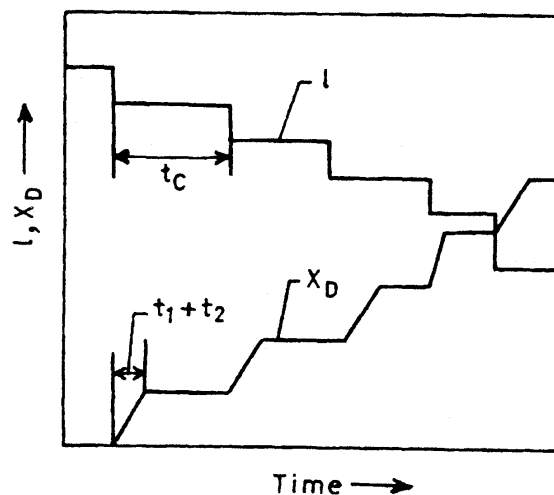 l
t_C
l, X_D
X_D
t_1 + t_2
Time